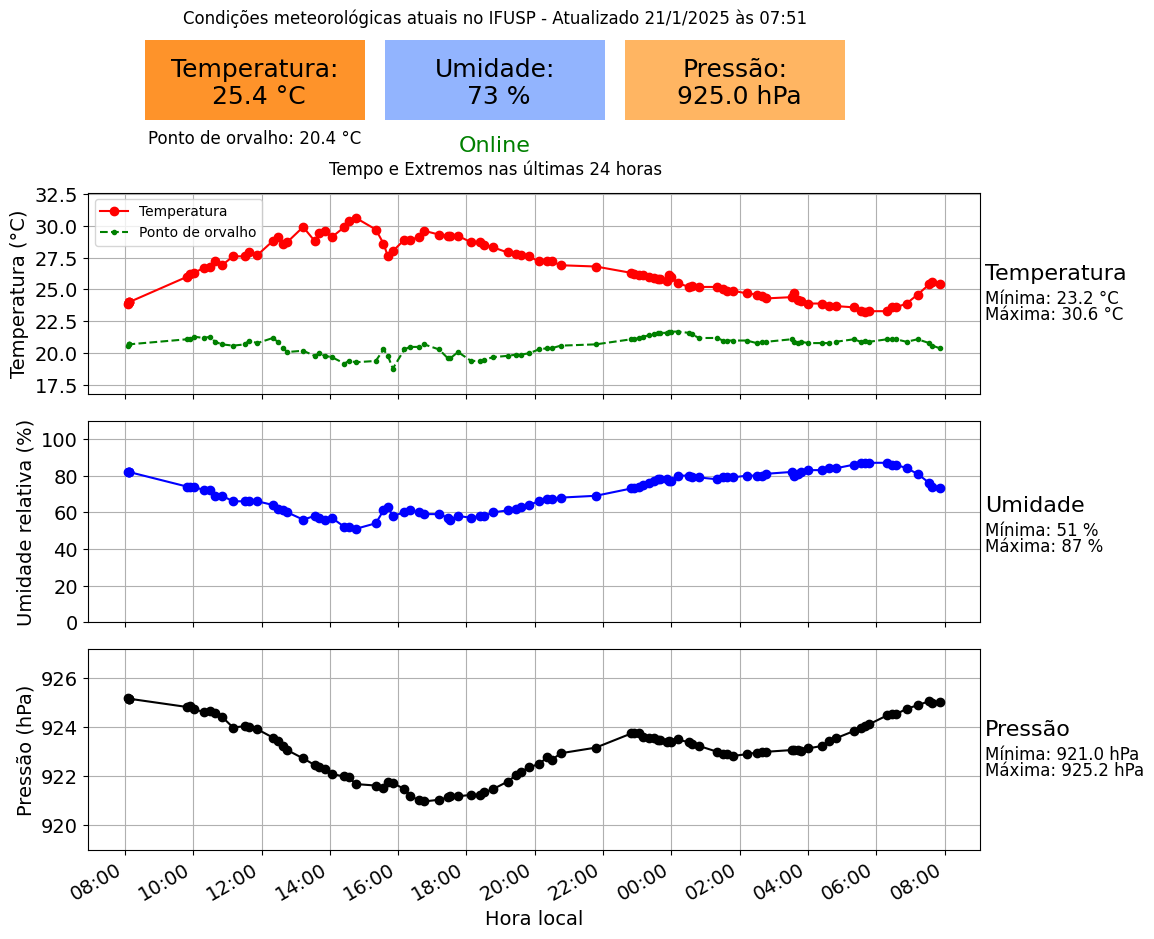 Condições meteorológicas atuais no IFUSP - Atualizado 21/1/2025 às 07:51
Temperatura:
25.4 °C
Umidade:
73 %
Pressão:
925.0 hPa
Ponto de orvalho: 20.4 °C
Online
Tempo e Extremos nas últimas 24 horas
Temperatura (°C)
32.5
30.0
27.5
25.0
22.5
20.0
17.5
Temperatura
Ponto de orvalho
Temperatura
Mínima: 23.2 °C
Máxima: 30.6 °C
Umidade relativa (%)
100
80
60
40
20
0
Umidade
Mínima: 51 %
Máxima: 87 %
Pressão (hPa)
926
924
922
920
Pressão
Mínima: 921.0 hPa
Máxima: 925.2 hPa
08:00
10:00
12:00
14:00
16:00
18:00
20:00
22:00
00:00
02:00
04:00
06:00
08:00
Hora local